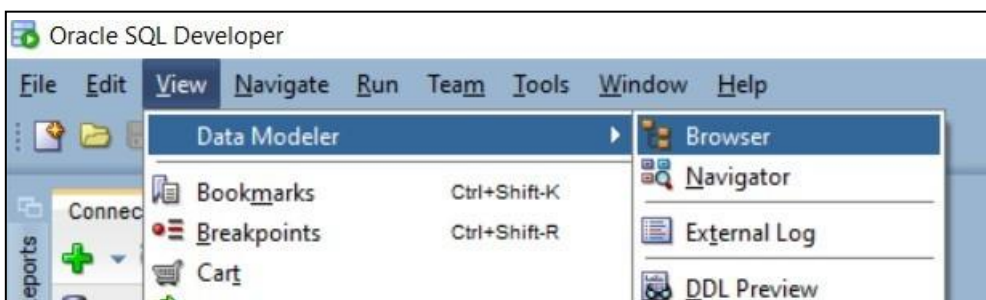 Oracle SQL Developer
File Edit View Navigate Run Team Tools Window Help
Data Modeler
Browser
Bookmarks Ctrl+Shift-K
Navigator
Connec
Breakpoints Ctrl+Shift-R
External Log
eports
Cart
DDL Preview